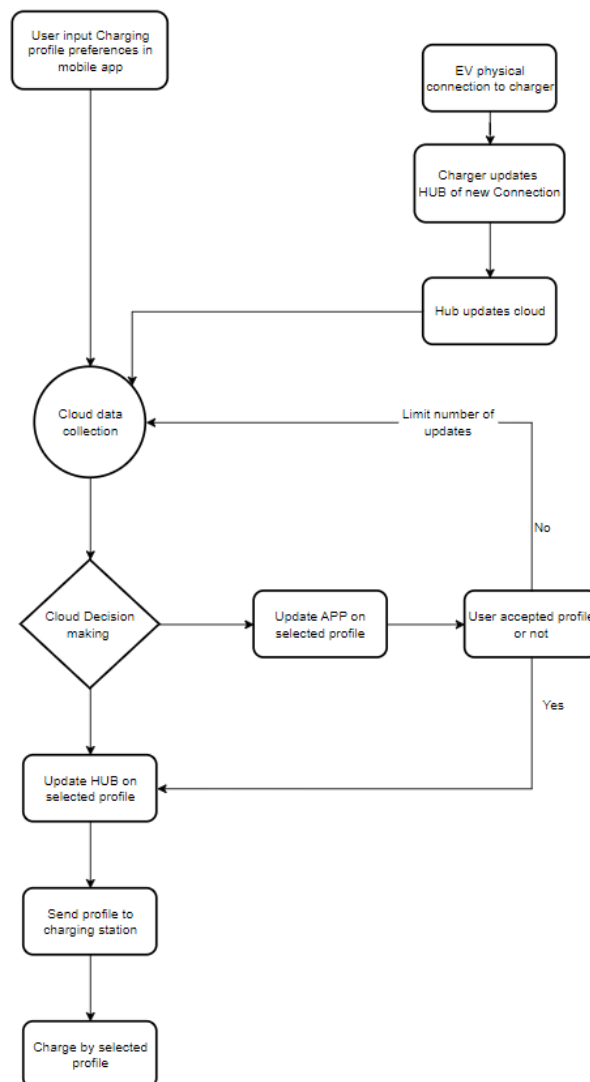 User input Charging
profile preferences in
mobile app
EV physical
connection to charger
Charger updates
HUB of new Connection
Hub updates cloud
Cloud data
collection
Limit number of
updates
No
Cloud Decision
making
Update APP on
selected profile
User accepted profile
or not
Yes
Update HUB on
selected profile
Send profile to
charging station
Charge by selected
profile